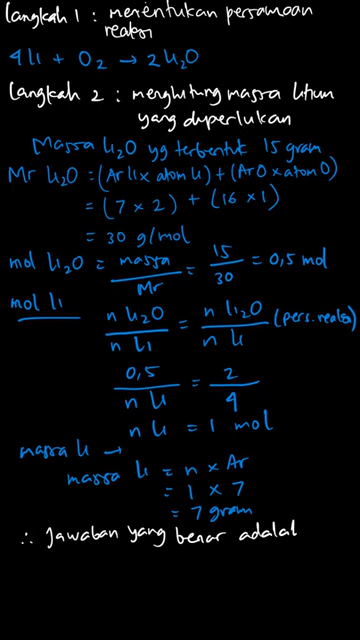 Langkah 1 : menentukan persamaan
reaksi
4Li + O₂ → 2Li₂O
Langkah 2 : menghitung massa litium
yang diperlukan
Massa Li₂O yg terbentuk 15 gram
Mr Li₂O = (Ar Li x atom Li) + (Ar O x atom O)
= (7 x 2) + (16 x 1)
= 30 g/mol
mol Li₂O = massa / Mr = 15 / 30 = 0,5 mol
mol Li
n Li₂O / n Li = n Li₂O / n Li (pers. reaksi)
0,5 / n Li = 2 / 4
n Li = 1 mol
massa Li →
massa Li = n x Ar
= 1 x 7
= 7 gram
∴ Jawaban yang benar adalah